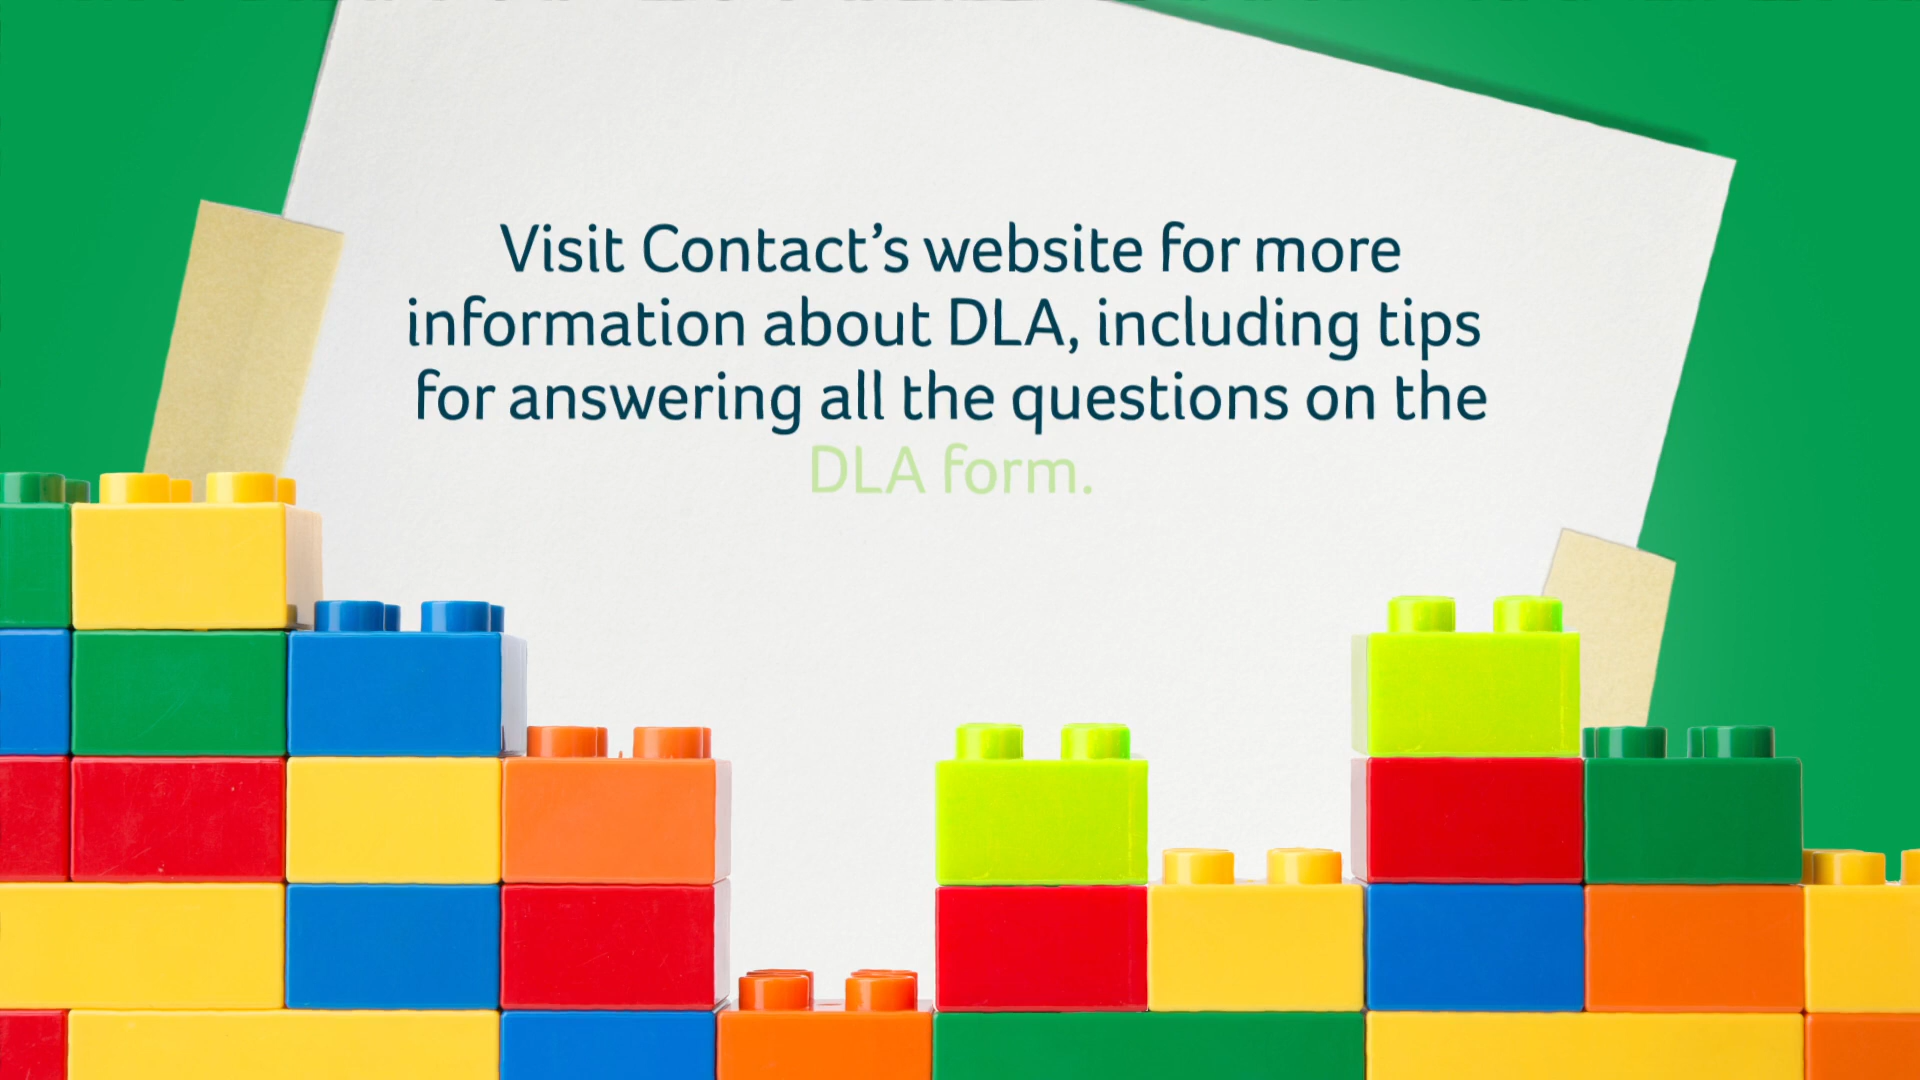 Visit Contact’s website for more
information about DLA, including tips
for answering all the questions on the
DLA form.